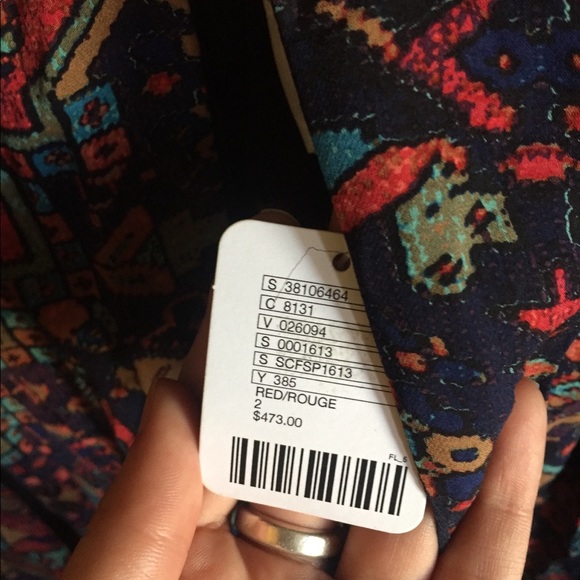 S 38106464
C 8131
V 026094
S 0001613
S SCFSP1613
Y 385
RED/ROUGE
2
$473.00
FL_5